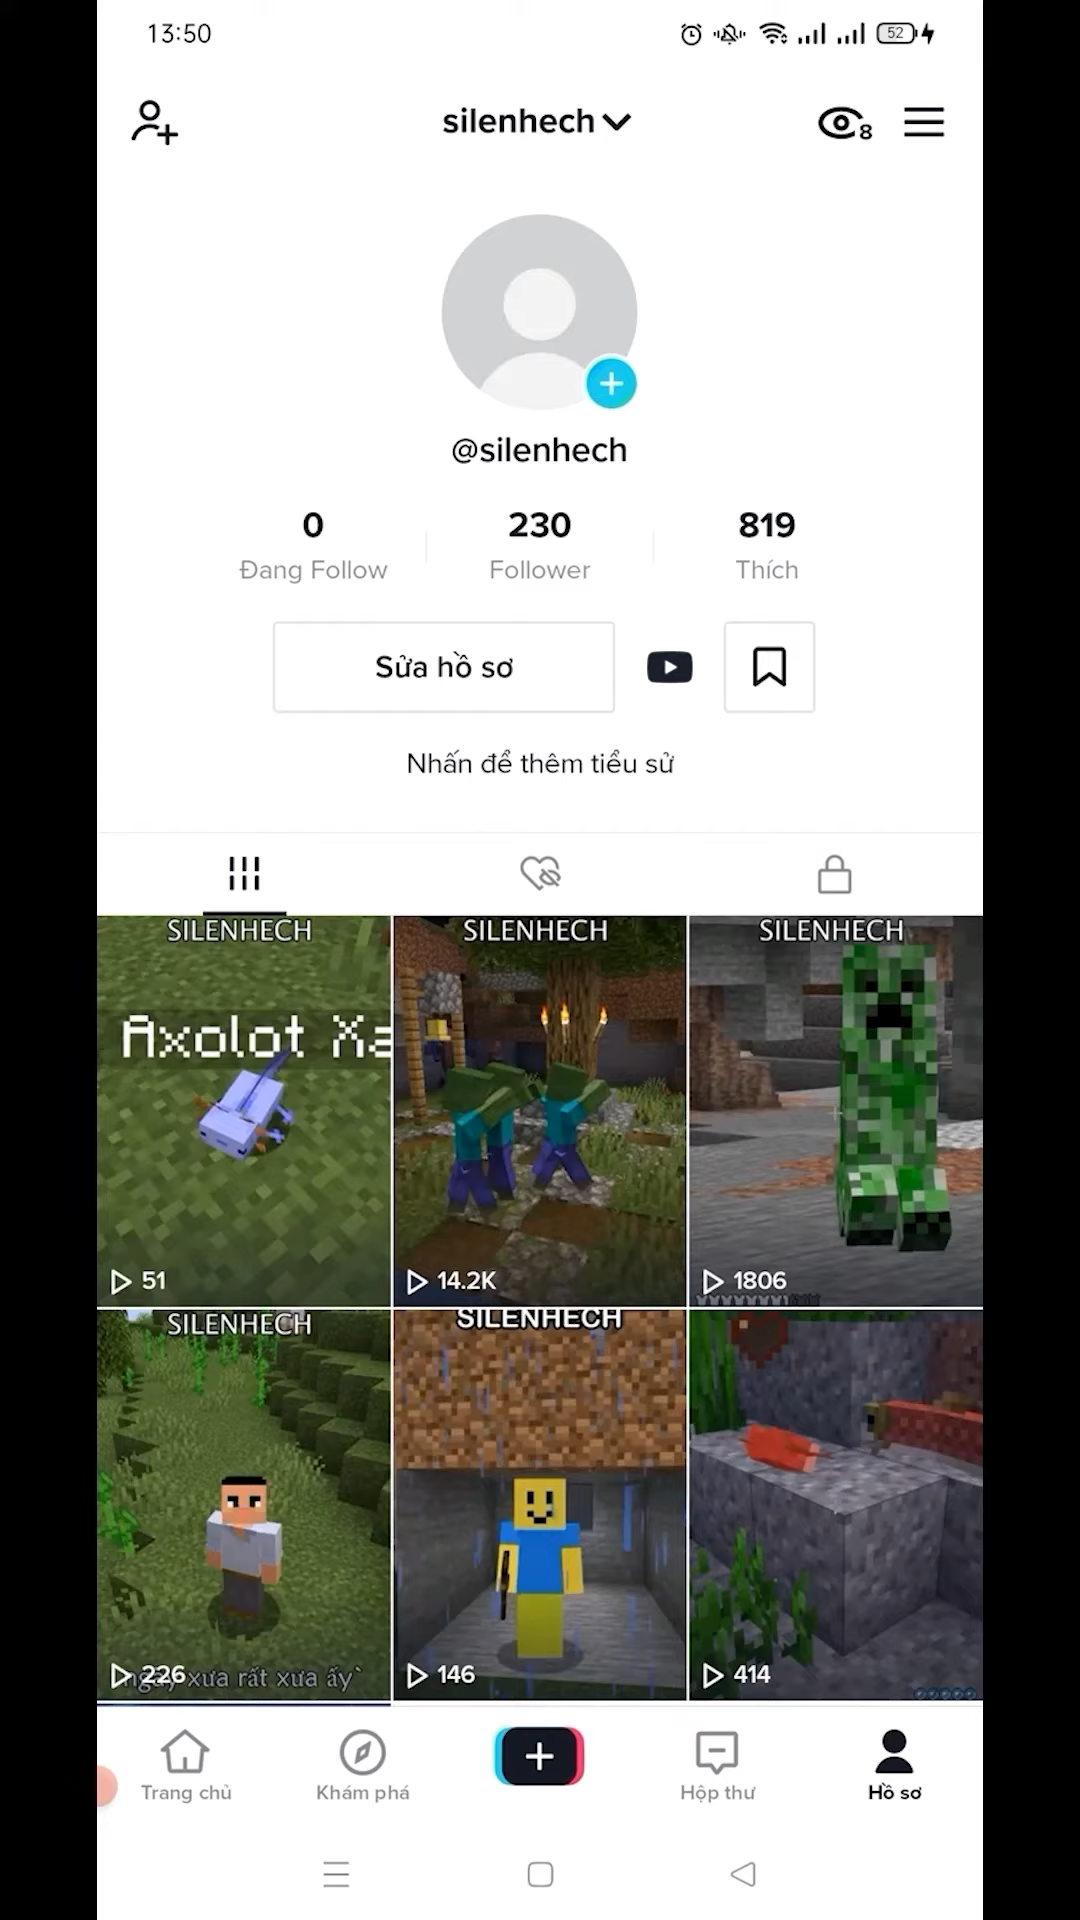 13:50
52
silenhech
8
@silenhech
0
Đang Follow
230
Follower
819
Thích
Sửa hồ sơ
Nhấn để thêm tiểu sử
SILENHECH
Axolot Xa
51
SILENHECH
14.2K
SILENHECH
1806
SILENHECH
226
ngày xưa rất xưa ấy`
SILENHECH
146
414
Trang chủ
Khám phá
Hộp thư
Hồ sơ